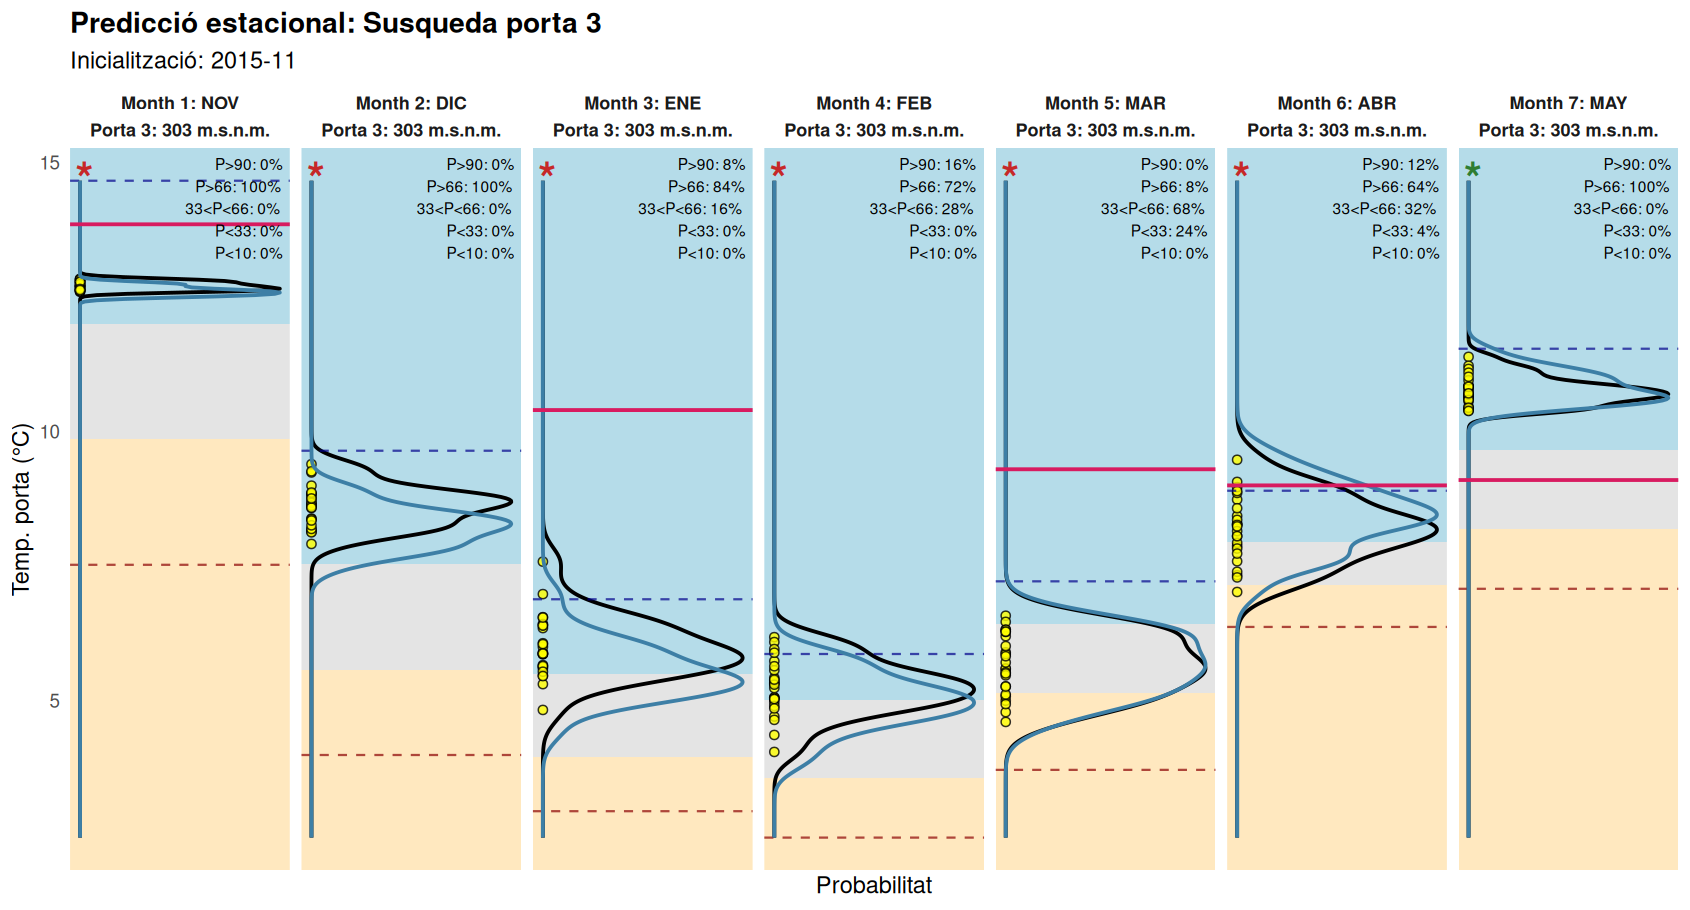 Predicció estacional: Susqueda porta 3
Inicialització: 2015-11
Month 1: NOV
Porta 3: 303 m.s.n.m.
Month 2: DIC
Porta 3: 303 m.s.n.m.
Month 3: ENE
Porta 3: 303 m.s.n.m.
Month 4: FEB
Porta 3: 303 m.s.n.m.
Month 5: MAR
Porta 3: 303 m.s.n.m.
Month 6: ABR
Porta 3: 303 m.s.n.m.
Month 7: MAY
Porta 3: 303 m.s.n.m.
Temp. porta (°C)
15
10
5
*
P>90: 0%
P>66: 100%
33<P<66: 0%
P<33: 0%
P<10: 0%
*
P>90: 0%
P>66: 100%
33<P<66: 0%
P<33: 0%
P<10: 0%
*
P>90: 8%
P>66: 84%
33<P<66: 16%
P<33: 0%
P<10: 0%
*
P>90: 16%
P>66: 72%
33<P<66: 28%
P<33: 0%
P<10: 0%
*
P>90: 0%
P>66: 8%
33<P<66: 68%
P<33: 24%
P<10: 0%
*
P>90: 12%
P>66: 64%
33<P<66: 32%
P<33: 4%
P<10: 0%
*
P>90: 0%
P>66: 100%
33<P<66: 0%
P<33: 0%
P<10: 0%
Probabilitat